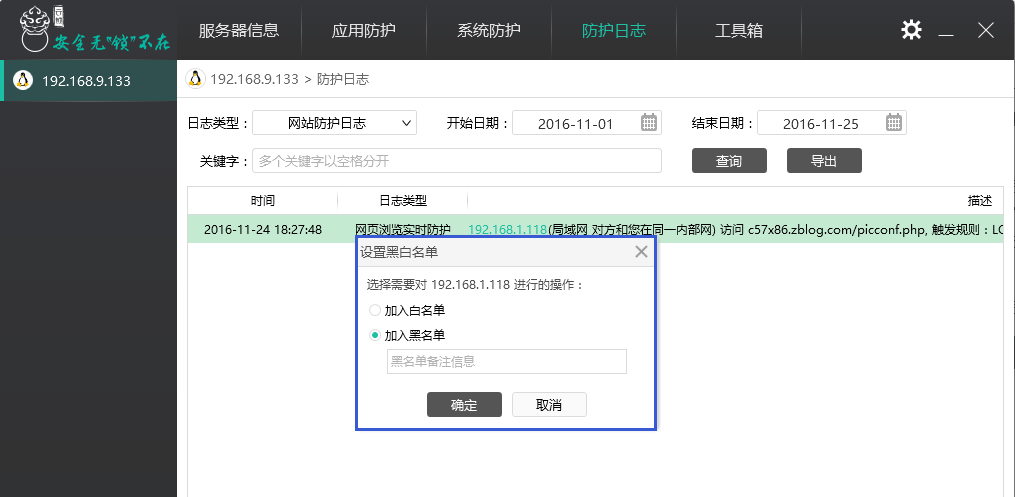 安全无"锁"不在
服务器信息 应用防护 系统防护 防护日志 工具箱
192.168.9.133
192.168.9.133 > 防护日志
日志类型： 网站防护日志 开始日期： 2016-11-01 结束日期： 2016-11-25
关键字： 多个关键字以空格分开 查询 导出
时间 日志类型 描述
2016-11-24 18:27:48 网页浏览实时防护 192.168.1.118(局域网 对方和您在同一内部网) 访问 c57x86.zblog.com/picconf.php, 触发规则：LO
设置黑白名单
选择需要对 192.168.1.118 进行的操作：
加入白名单
加入黑名单
黑名单备注信息
确定 取消